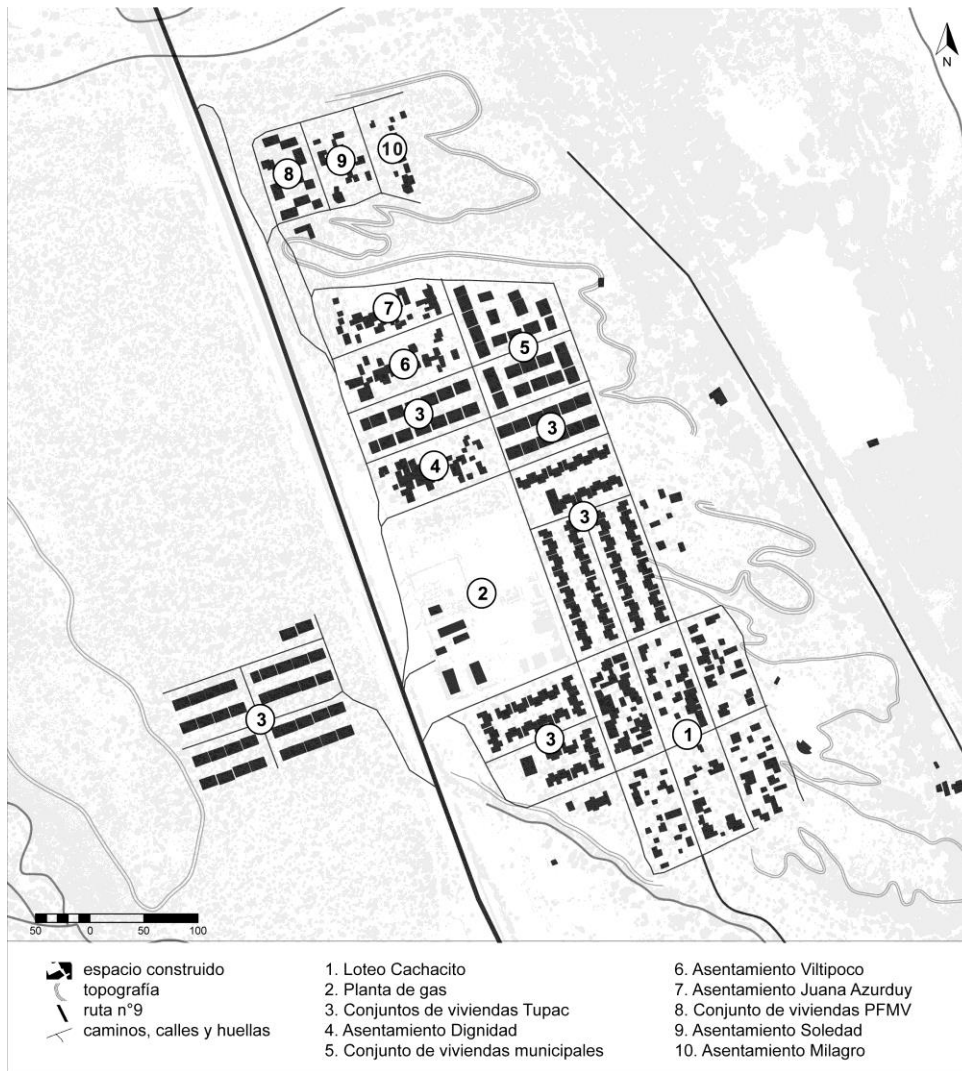 N
8
9
10
7
6
5
3
3
4
3
2
3
3
1
50 0 50 100
espacio construido
topografía
ruta n°9
caminos, calles y huellas
1. Loteo Cachacito
2. Planta de gas
3. Conjuntos de viviendas Tupac
4. Asentamiento Dignidad
5. Conjunto de viviendas municipales
6. Asentamiento Viltipoco
7. Asentamiento Juana Azurduy
8. Conjunto de viviendas PFMV
9. Asentamiento Soledad
10. Asentamiento Milagro